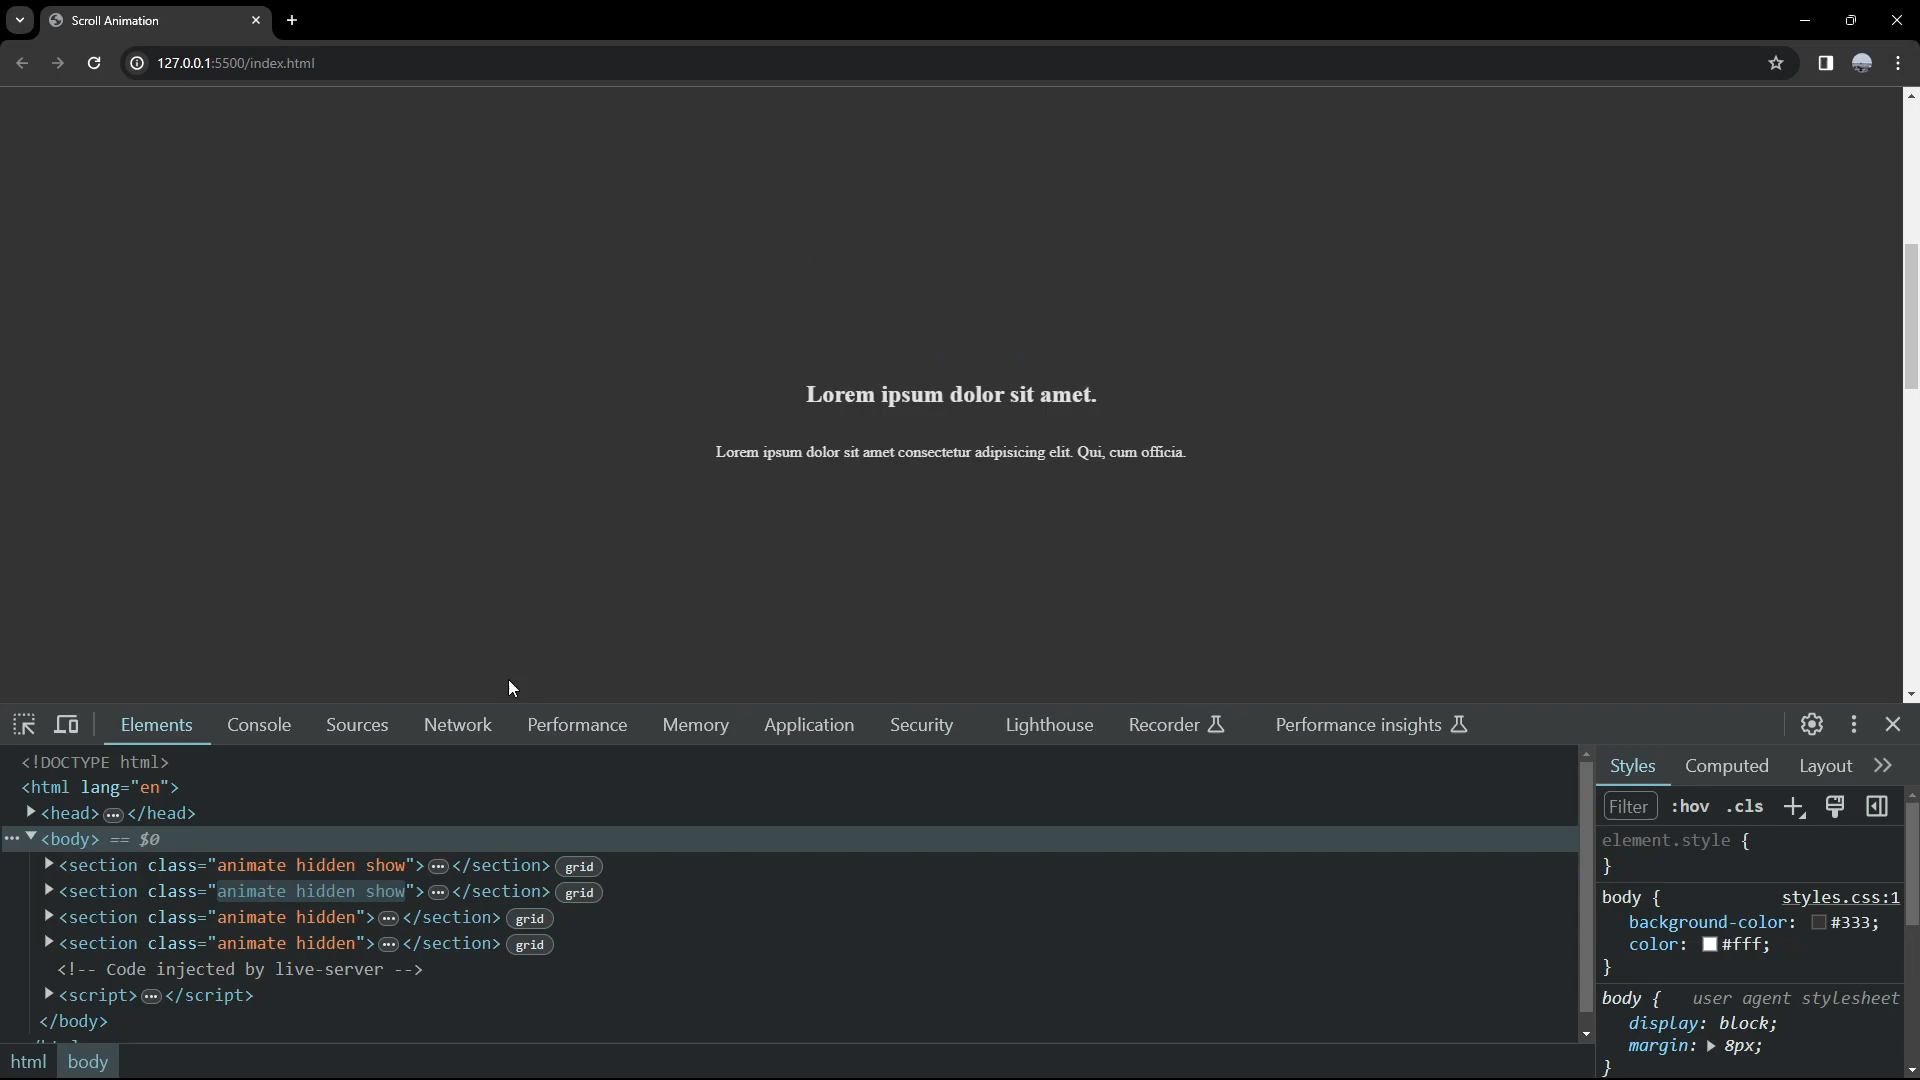 Scroll Animation
127.0.0.1:5500/index.html
Lorem ipsum dolor sit amet.
Lorem ipsum dolor sit amet consectetur adipisicing elit. Qui, cum officia.
Elements Console Sources Network Performance Memory Application Security Lighthouse Recorder Performance insights
<!DOCTYPE html>
<html lang="en">
<head> … </head>
… <body> == $0
<section class="animate hidden show"> … </section> grid
<section class="animate hidden show"> … </section> grid
<section class="animate hidden"> … </section> grid
<section class="animate hidden"> … </section> grid
<!-- Code injected by live-server -->
<script> … </script>
</body>
html body
Styles Computed Layout >>
Filter :hov .cls
element.style {
}
body { styles.css:1
background-color: #333;
color: #fff;
}
body { user agent stylesheet
display: block;
margin: 8px;
}